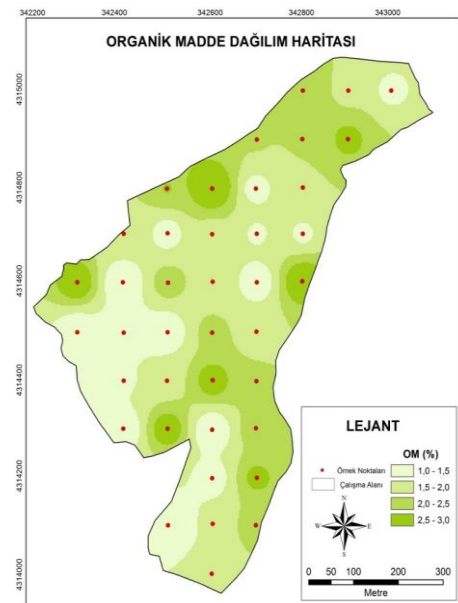 342200 342400 342600 342800 343000
ORGANİK MADDE DAĞILIM HARİTASI
4315000
4314800
4314600
4314400
4314200
4314000
LEJANT
Örnek Noktaları
Çalışma Alanı
OM (%)
1,0 - 1,5
1,5 - 2,0
2,0 - 2,5
2,5 - 3,0
N
W E
S
0 50 100 200 300
Metre